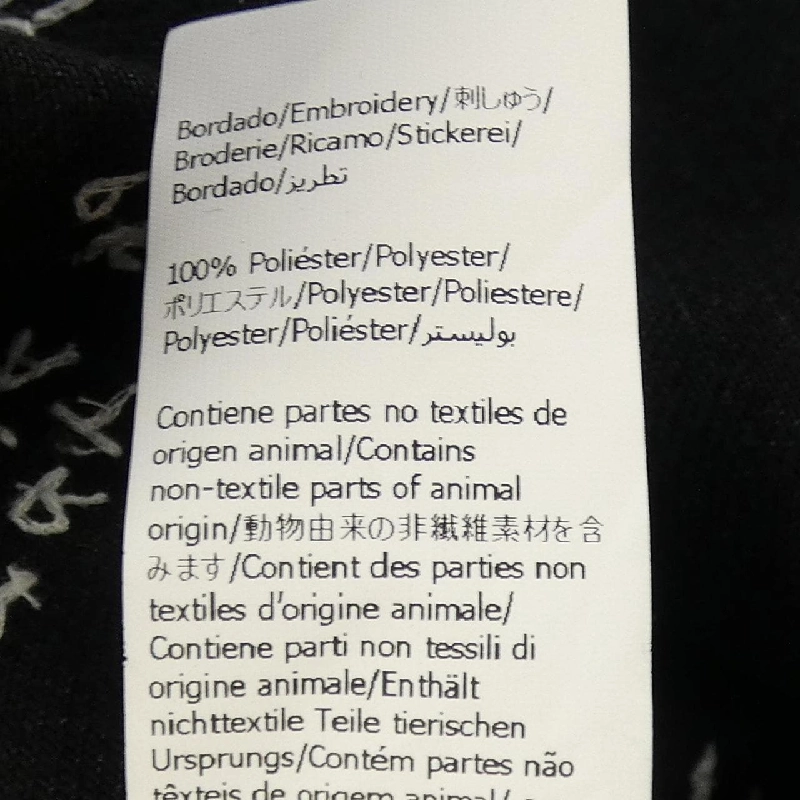 Bordado/Embroidery/刺しゅう/
Broderie/Ricamo/Stickerei/
Bordado/تطريز
100% Poliéster/Polyester/
ポリエステル/Polyester/Poliestere/
Polyester/Poliéster/بوليستر
Contiene partes no textiles de
origen animal/Contains
non-textile parts of animal
origin/動物由来の非繊維素材を含
みます/Contient des parties non
textiles d'origine animale/
Contiene parti non tessili di
origine animale/Enthält
nichttextile Teile tierischen
Ursprungs/Contém partes não
têxteis de origem animal/